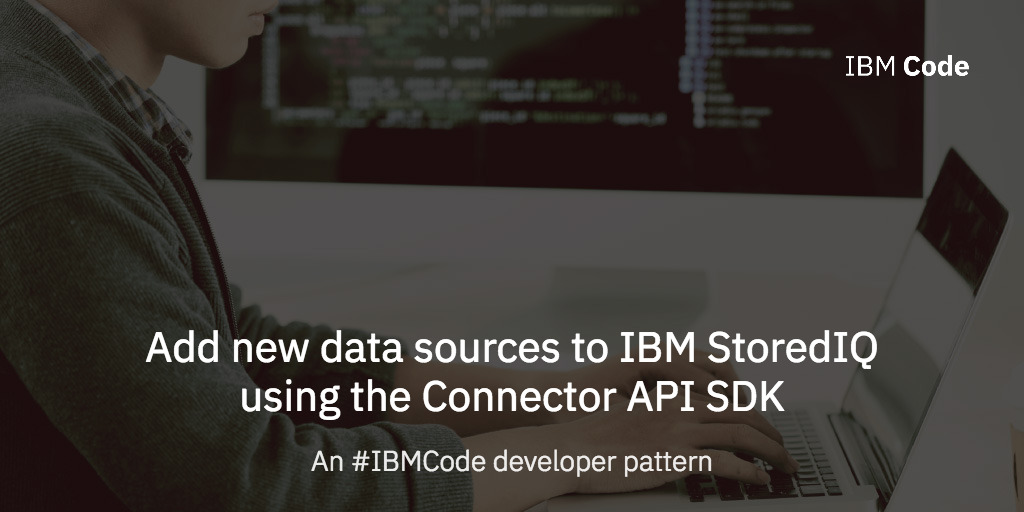 IBM Code
Add new data sources to IBM StoredIQ
using the Connector API SDK
An #IBMCode developer pattern